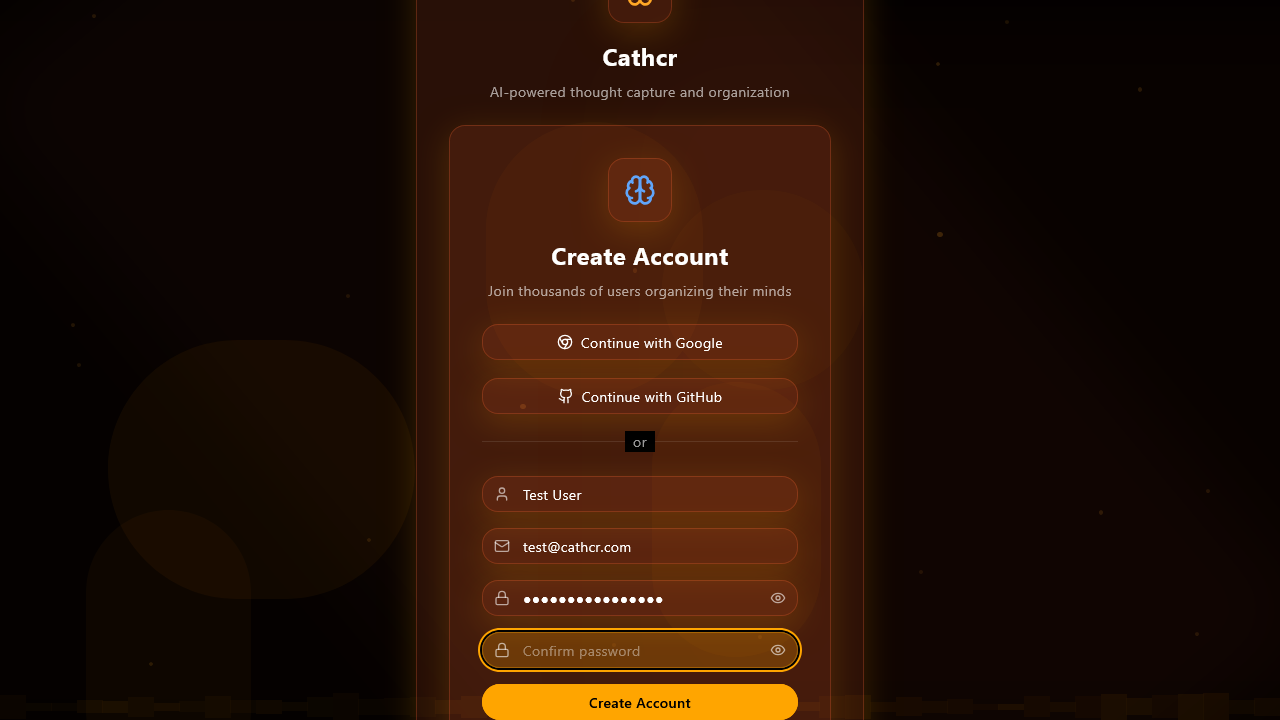 Cathcr
AI-powered thought capture and organization
Create Account
Join thousands of users organizing their minds
Continue with Google
Continue with GitHub
or
Test User
test@cathcr.com
••••••••••••••••
Confirm password
Create Account